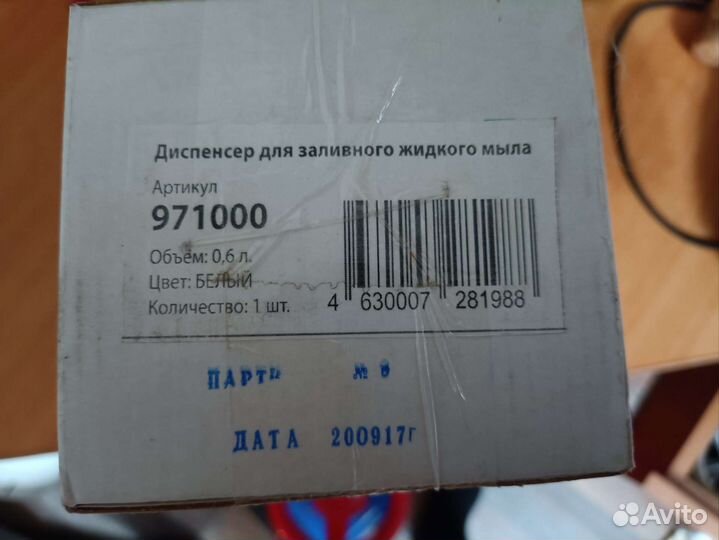 Диспенсер для заливного жидкого мыла
Артикул
971000
Объём: 0,6 л.
Цвет: БЕЛЫЙ
Количество: 1 шт.
4 630007 281988
№
ДАТА 200917г
Avito